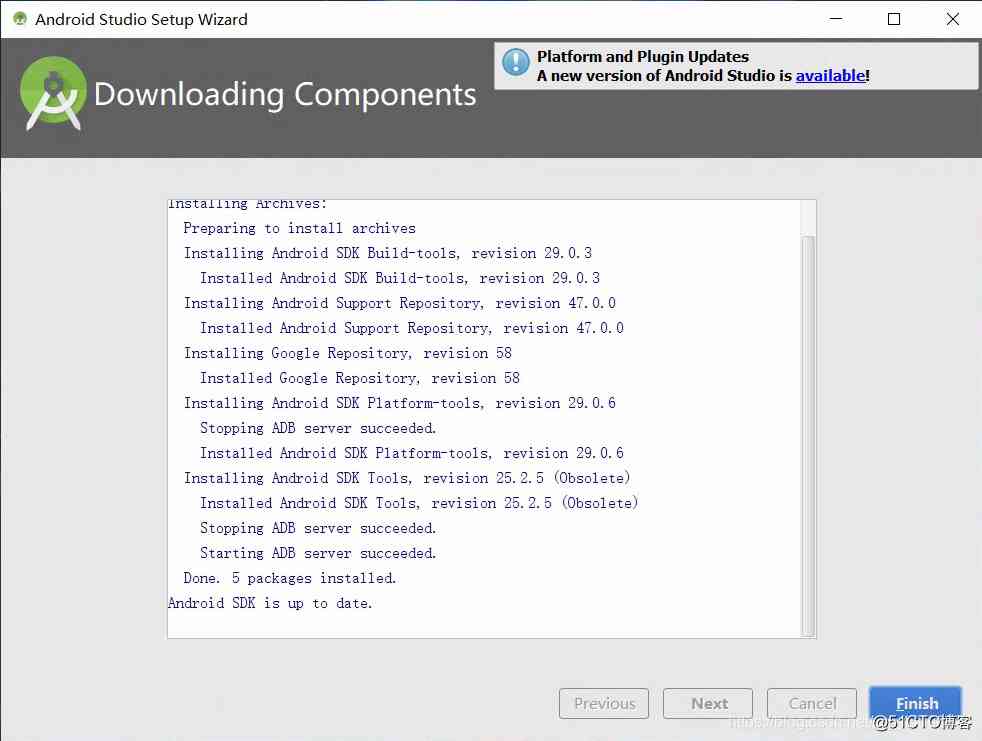 Android Studio Setup Wizard
Platform and Plugin Updates
A new version of Android Studio is available!
Downloading Components
Installing Archives:
Preparing to install archives
Installing Android SDK Build-tools, revision 29.0.3
Installed Android SDK Build-tools, revision 29.0.3
Installing Android Support Repository, revision 47.0.0
Installed Android Support Repository, revision 47.0.0
Installing Google Repository, revision 58
Installed Google Repository, revision 58
Installing Android SDK Platform-tools, revision 29.0.6
Stopping ADB server succeeded.
Installed Android SDK Platform-tools, revision 29.0.6
Installing Android SDK Tools, revision 25.2.5 (Obsolete)
Installed Android SDK Tools, revision 25.2.5 (Obsolete)
Stopping ADB server succeeded.
Starting ADB server succeeded.
Done. 5 packages installed.
Android SDK is up to date.
Previous Next Cancel Finish
@51CTO博客